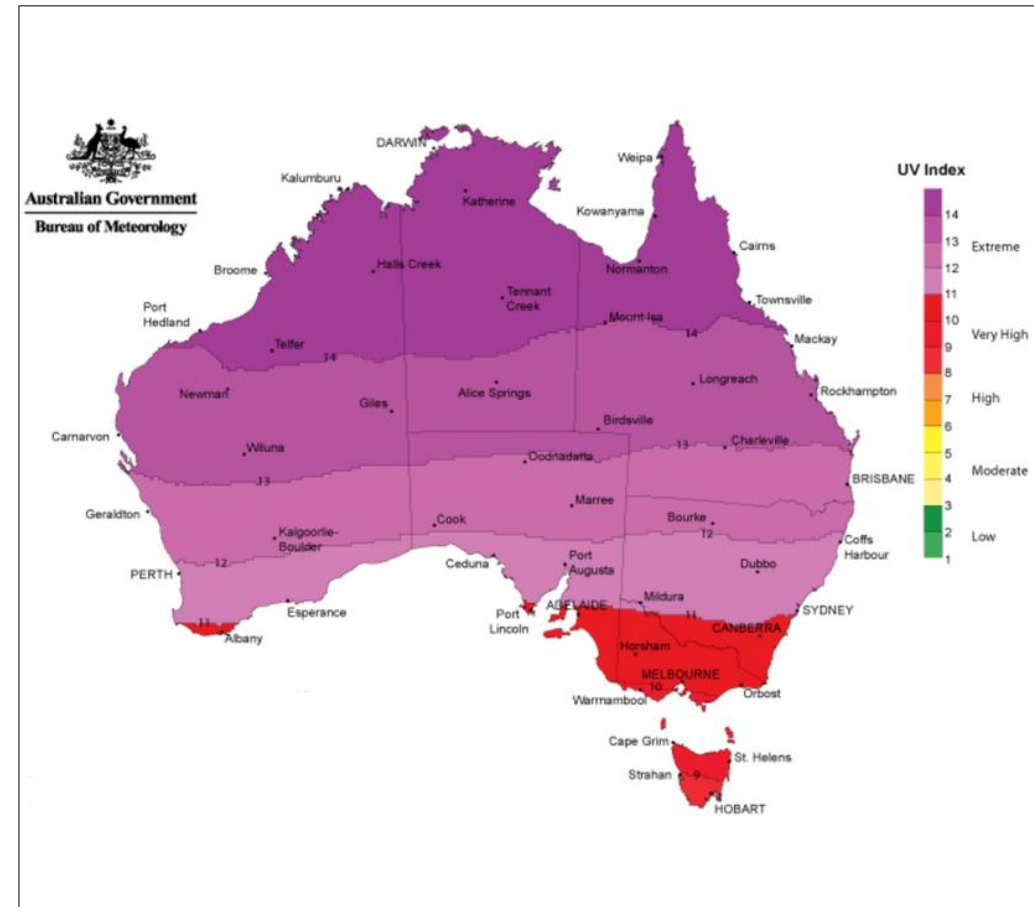 Australian Government
Bureau of Meteorology
DARWIN
Weipa
Kalumburu
Katherine
Kowanyama
Cairns
Broome
Halls Creek
Normanton
Tennant
Creek
Townsville
Port
Hedland
Mount Isa
14
Mackay
Telfer
14
Newman
Alice Springs
Longreach
Rockhampton
Giles
Birdsville
Carnarvon
Wiluna
13
Charleville
Oodnadatta
13
BRISBANE
Marree
Geraldton
Cook
Bourke
12
Kalgoorlie-
Boulder
Coffs
Harbour
12
Ceduna
Port
Augusta
Dubbo
PERTH
Esperance
Mildura
ADELAIDE
SYDNEY
Port
Lincoln
11
11
Albany
CANBERRA
Horsham
MELBOURNE
10
Orbost
Warrnambool
Cape Grim
St. Helens
Strahan
9
HOBART
UV Index
14
13
Extreme
12
11
10
Very High
9
8
7
High
6
5
4
Moderate
3
2
Low
1